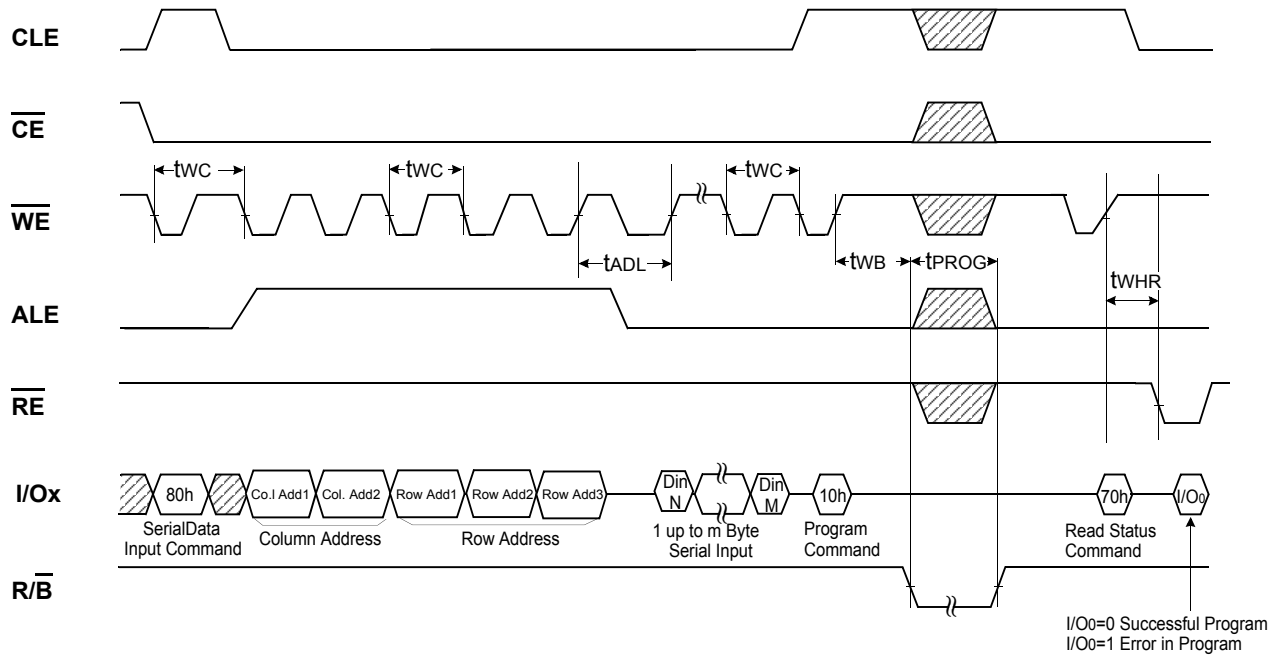 CLE
CE
tWC
tWC
tWC
WE
tADL
tWB
tPROG
tWHR
ALE
RE
I/Ox
80h
Co.l Add1
Col. Add2
Row Add1
Row Add2
Row Add3
Din
N
Din
M
10h
70h
I/O0
SerialData
Input Command
Column Address
Row Address
1 up to m Byte
Serial Input
Program
Command
Read Status
Command
R/B
I/O0=0 Successful Program
I/O0=1 Error in Program